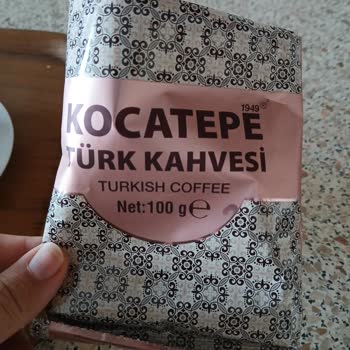 1949®
KOCATEPE
TÜRK KAHVESİ
TURKISH COFFEE
Net:100 g℮